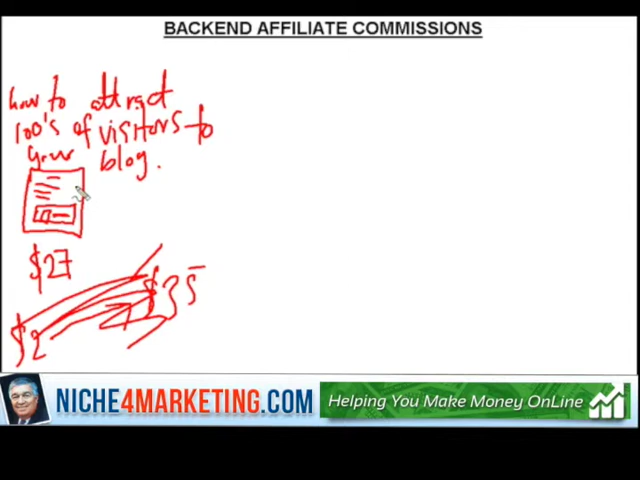 BACKEND AFFILIATE COMMISSIONS
how to attract
100's of visitors to
your blog.
$27
$35
$2
NICHE4MARKETING.COM
Helping You Make Money OnLine